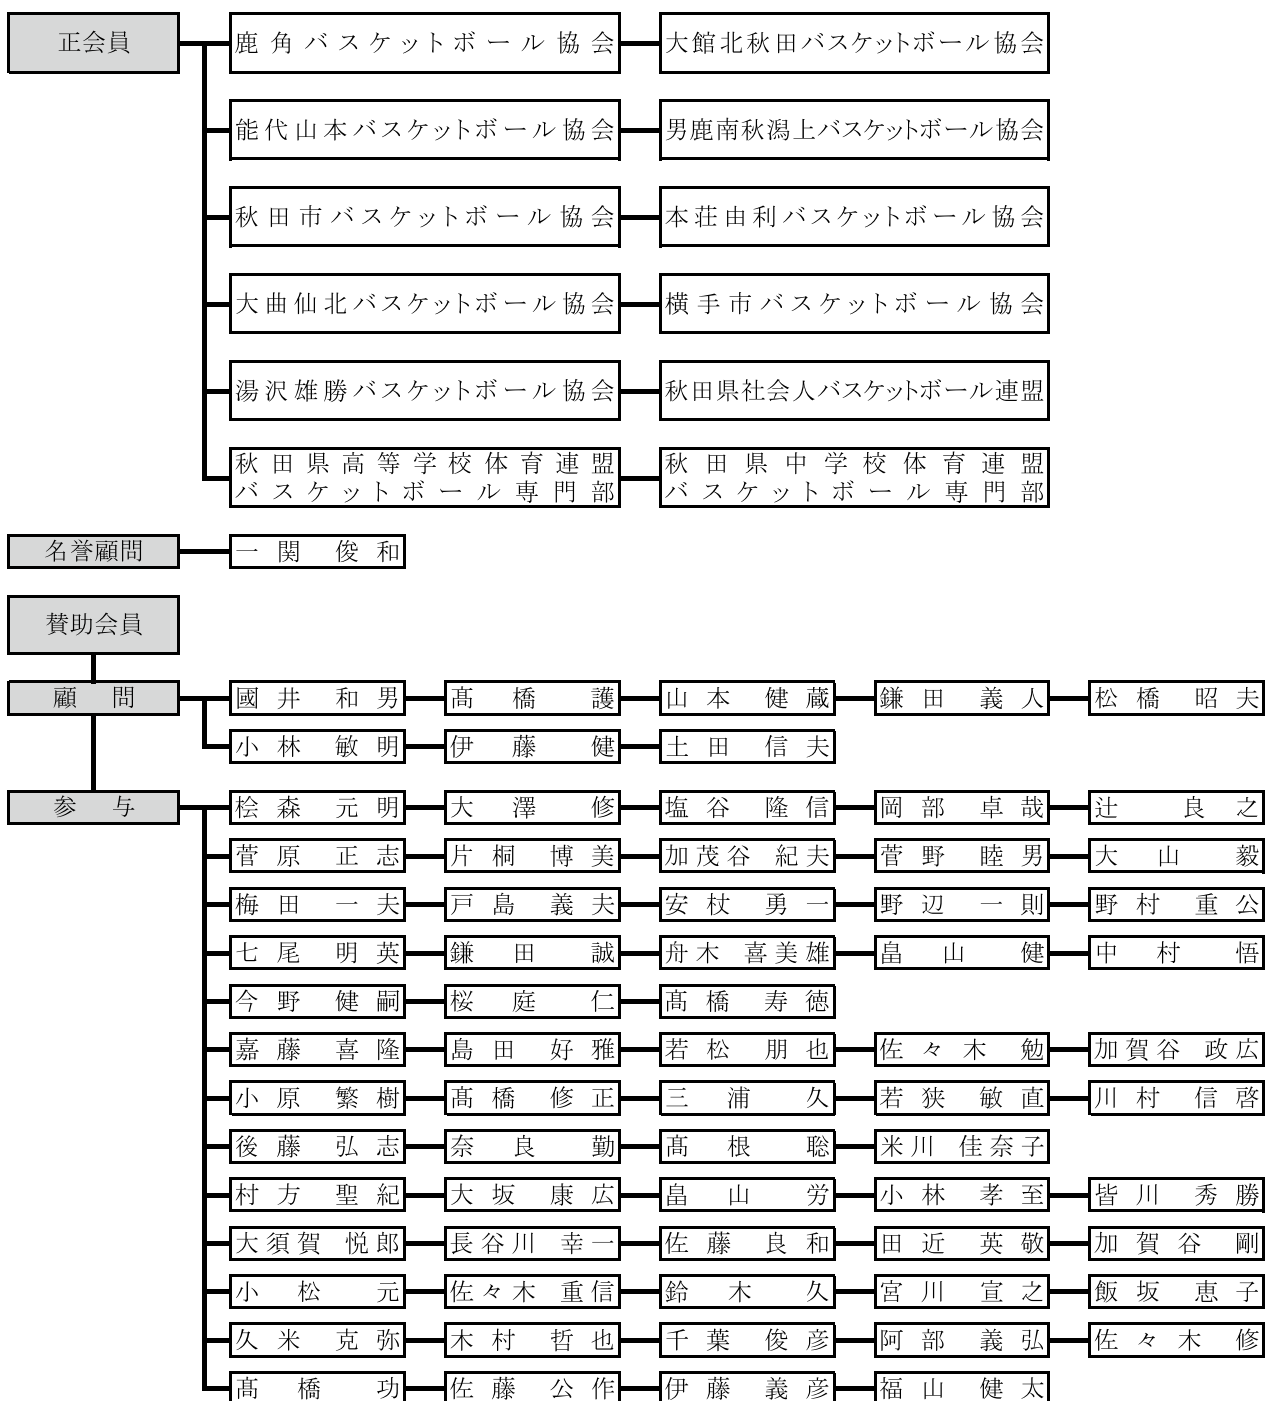 正会員 鹿角バスケットボール協会 大館北秋田バスケットボール協会
能代山本バスケットボール協会 男鹿南秋潟上バスケットボール協会
秋田市バスケットボール協会 本荘由利バスケットボール協会
大曲仙北バスケットボール協会 横手市バスケットボール協会
湯沢雄勝バスケットボール協会 秋田県社会人バスケットボール連盟
秋田県高等学校体育連盟 秋田県中学校体育連盟
バスケットボール専門部 バスケットボール専門部
名誉顧問 一関 俊和
賛助会員
顧問 國井 和男 髙橋 護 山本 健蔵 鎌田 義人 松橋 昭夫
小林 敏明 伊藤 健 土田 信夫
参与 桧森 元明 大澤 修 塩谷 隆信 岡部 卓哉 辻 良之
菅原 正志 片桐 博美 加茂谷 紀夫 菅野 睦男 大山 毅
梅田 一夫 戸島 義夫 安杖 勇一 野辺 一則 野村 重公
七尾 明英 鎌田 誠 舟木 喜美雄 畠山 健 中村 悟
今野 健嗣 桜庭 仁 髙橋 寿徳
嘉藤 喜隆 島田 好雅 若松 朋也 佐々木 勉 加賀谷 政広
小原 繁樹 髙橋 修正 三浦 久 若狭 敏直 川村 信啓
後藤 弘志 奈良 勤 髙根 聡 米川 佳奈子
村方 聖紀 大坂 康広 畠山 労 小林 孝至 皆川 秀勝
大須賀 悦郎 長谷川 幸一 佐藤 良和 田近 英敬 加賀谷 剛
小松 元 佐々木 重信 鈴木 久 宮川 宣之 飯坂 恵子
久米 克弥 木村 哲也 千葉 俊彦 阿部 義弘 佐々木 修
髙橋 功 佐藤 公作 伊藤 義彦 福山 健太